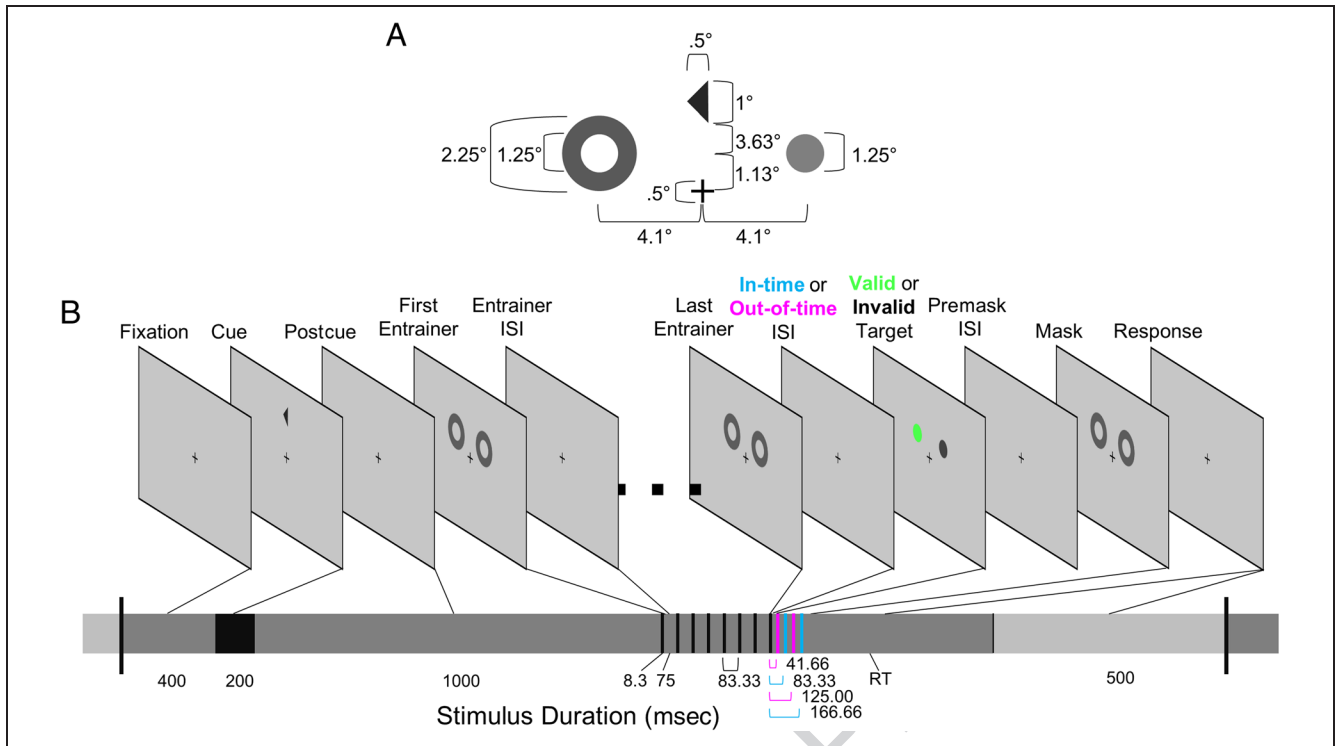 A
.5°
1°
2.25° 1.25°
3.63°
1.25°
1.13°
.5°
4.1°
4.1°
B
Fixation
Cue
Postcue
First
Entrainer
Entrainer
ISI
Last
Entrainer
In-time or
Out-of-time
ISI
Valid or
Invalid
Target
Premask
ISI
Mask
Response
400
200
1000
8.3
75
83.33
41.66
83.33
125.00
166.66
RT
500
Stimulus Duration (msec)